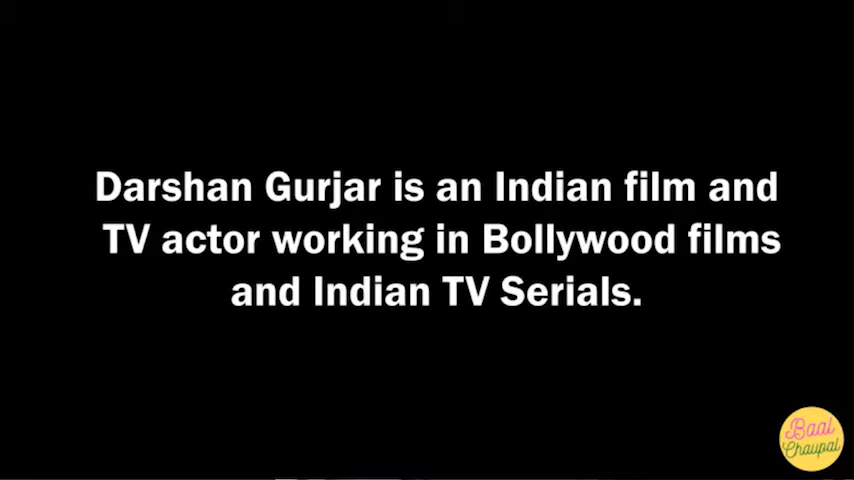 Darshan Gurjar is an Indian film and
TV actor working in Bollywood films
and Indian TV Serials.
Baal
Chaupal